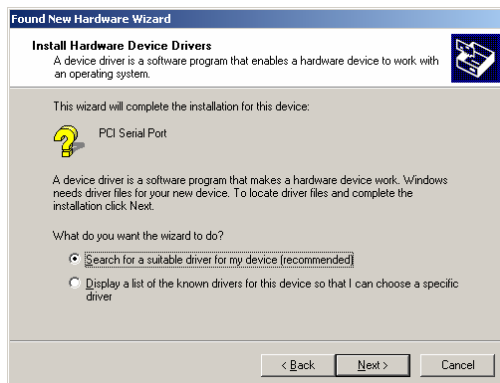 Found New Hardware Wizard
Install Hardware Device Drivers
A device driver is a software program that enables a hardware device to work with
an operating system.
This wizard will complete the installation for this device:
PCI Serial Port
A device driver is a software program that makes a hardware device work. Windows
needs driver files for your new device. To locate driver files and complete the
installation click Next.
What do you want the wizard to do?
Search for a suitable driver for my device (recommended)
Display a list of the known drivers for this device so that I can choose a specific
driver
< Back
Next >
Cancel